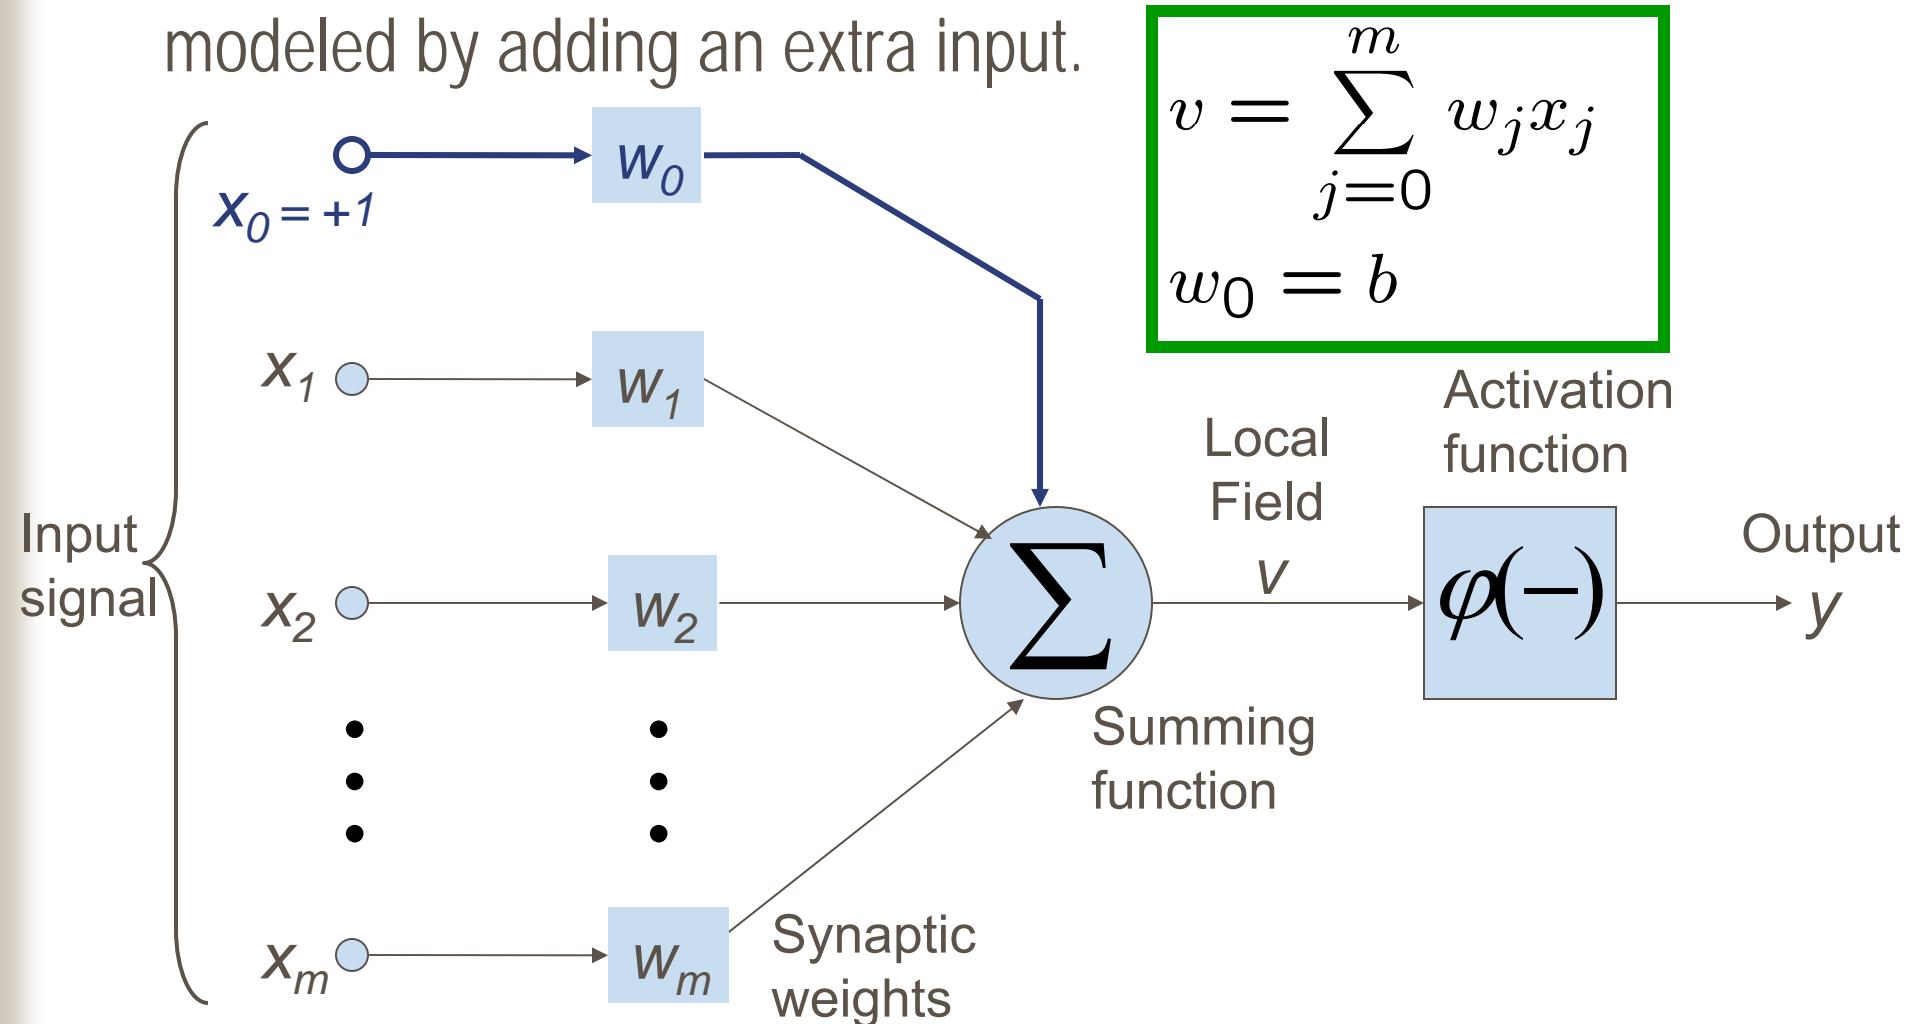 modeled by adding an extra input.
v = ∑_{j=0}^{m} w_j x_j
w_0 = b
x_0 = +1
w_0
x_1
w_1
Activation
function
Local
Field
v
Input
signal
x_2
w_2
∑
φ(−)
Output
y
Summing
function
x_m
w_m
Synaptic
weights